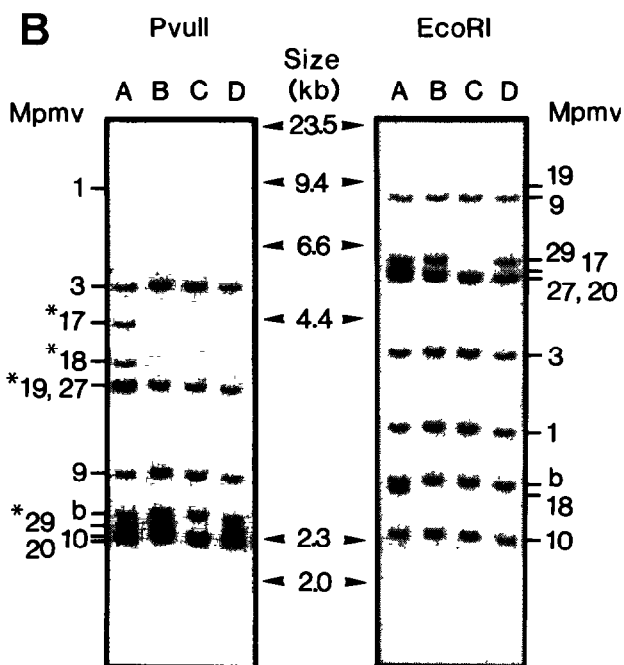 B
PvuII
EcoRI
Size
(kb)
A B C D
A B C D
Mpmv
Mpmv
23.5
9.4
6.6
4.4
2.3
2.0
1
3
*17
*18
*19, 27
9
b
*29
10
20
19
9
29
17
27, 20
3
1
b
18
10